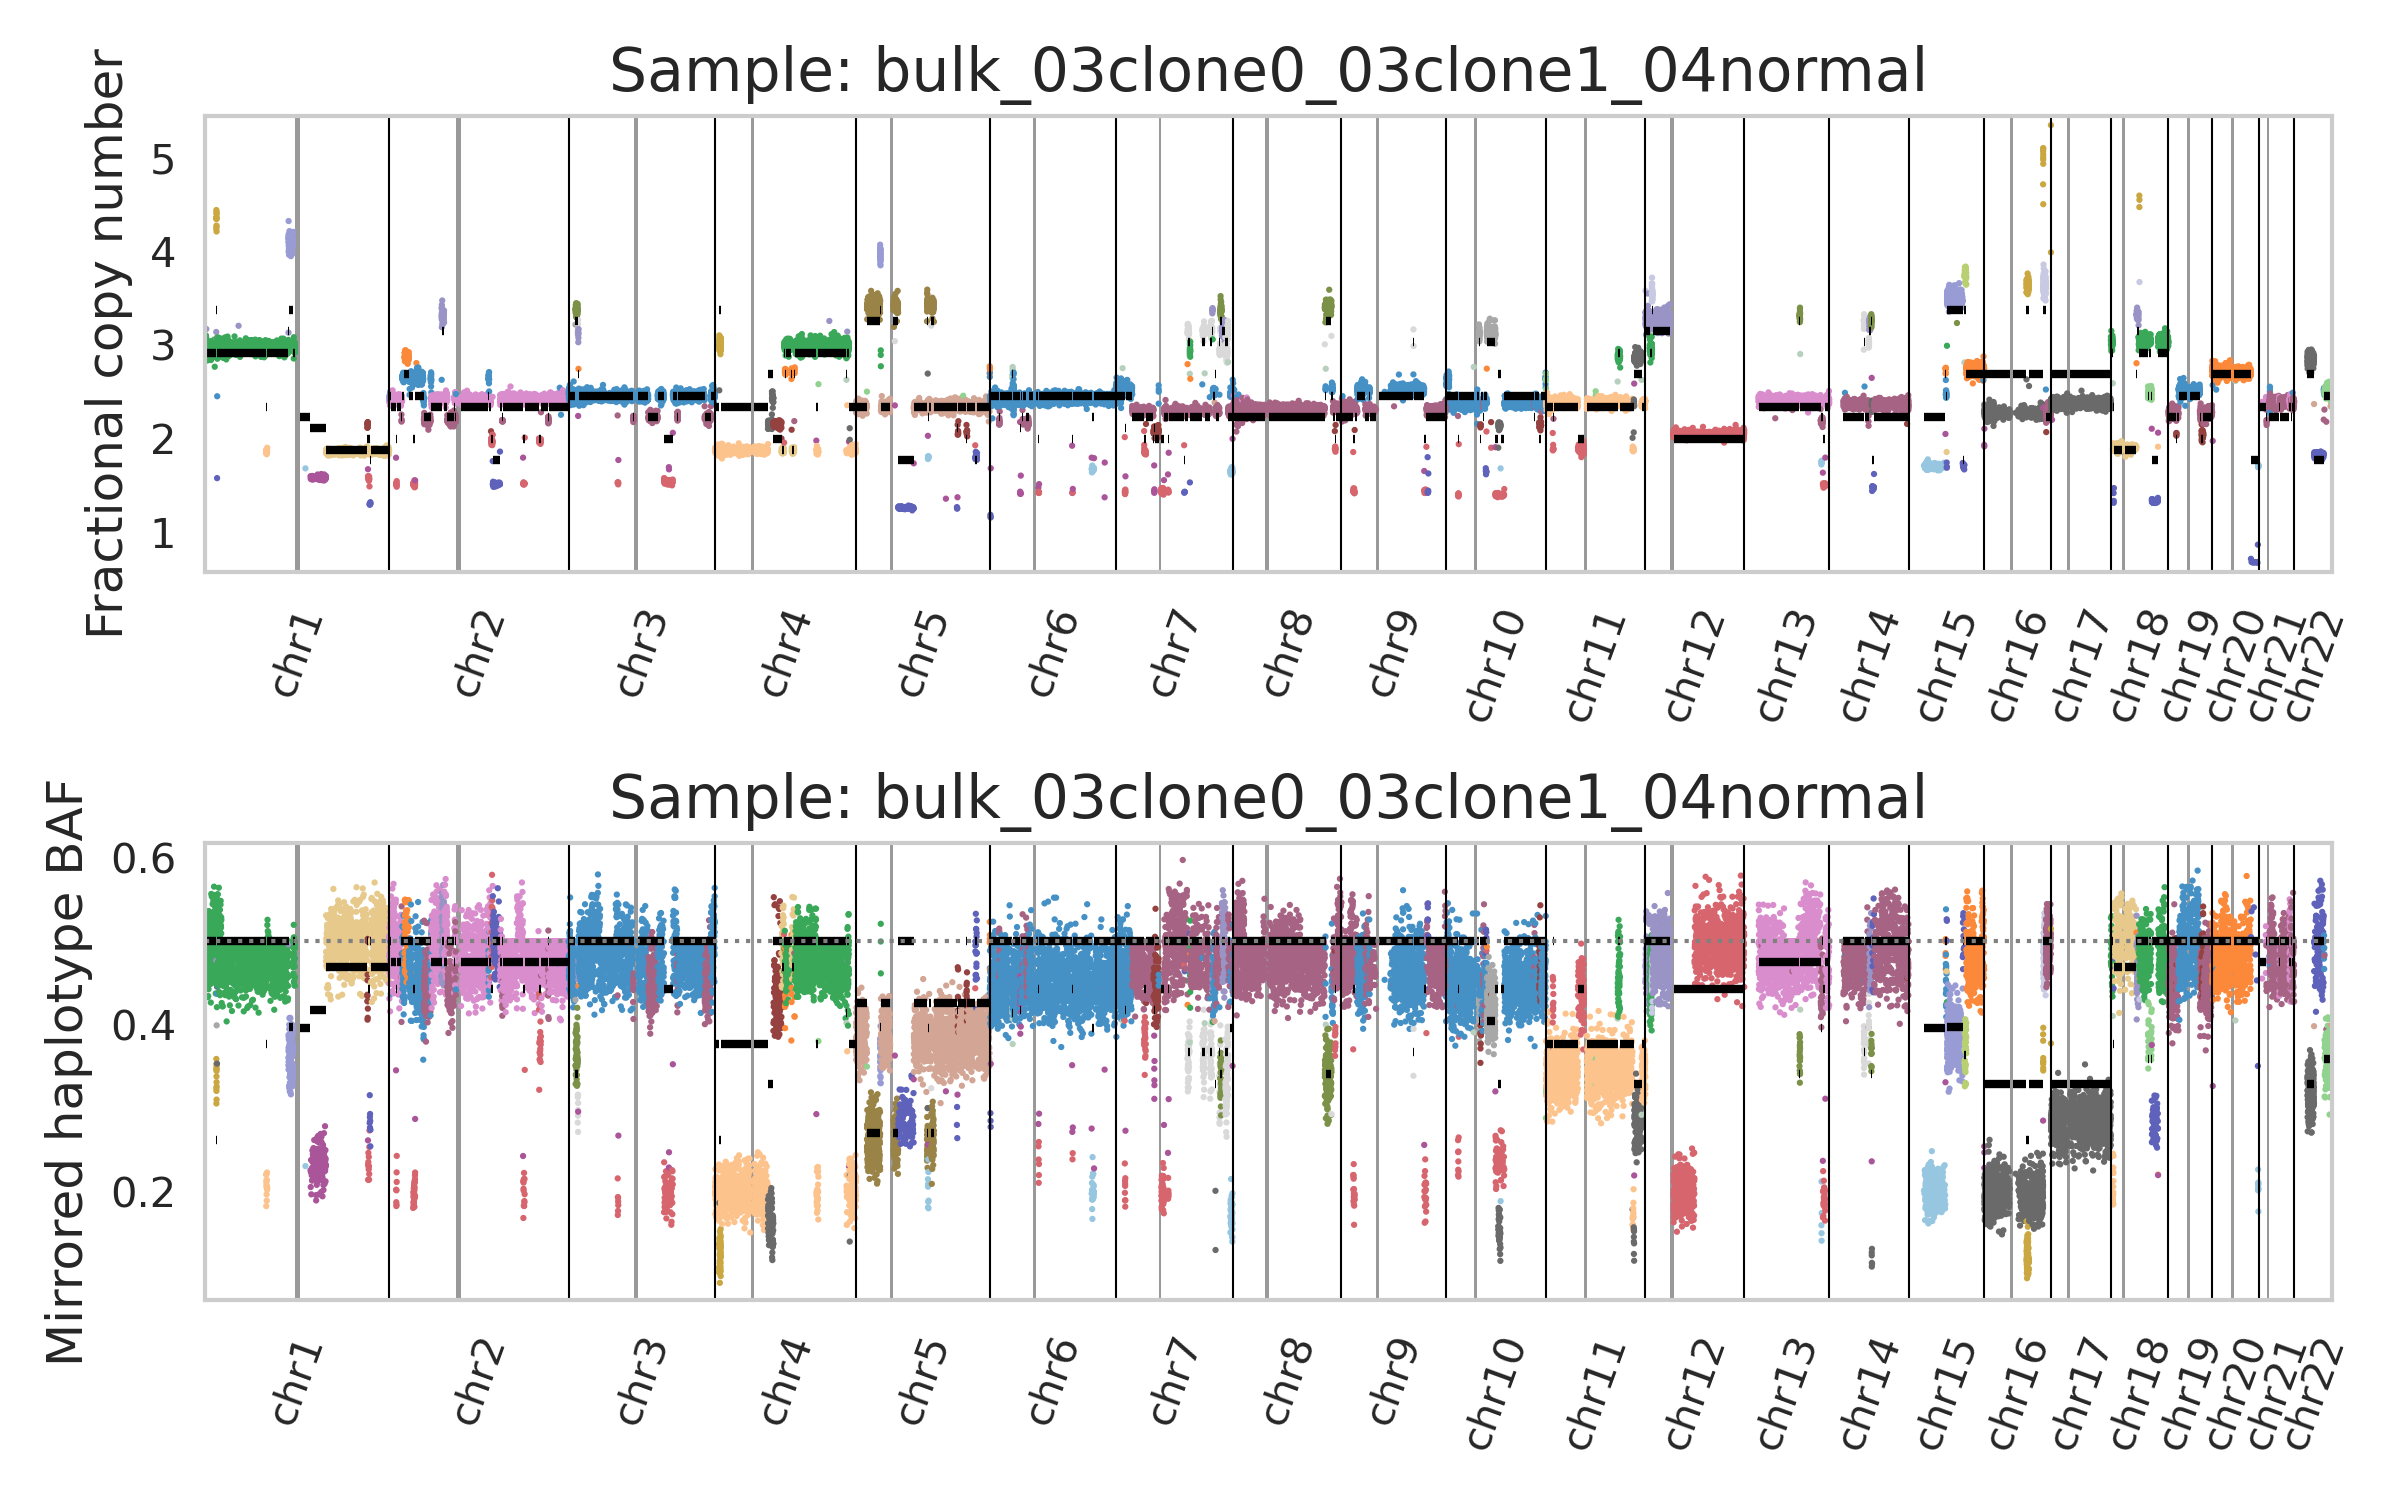 Sample: bulk_03clone0_03clone1_04normal
Fractional copy number
5
4
3
2
1
chr1 chr2 chr3 chr4 chr5 chr6 chr7 chr8 chr9 chr10 chr11 chr12 chr13 chr14 chr15 chr16 chr17 chr18 chr19 chr20 chr21 chr22
Sample: bulk_03clone0_03clone1_04normal
Mirrored haplotype BAF
0.6
0.4
0.2
chr1 chr2 chr3 chr4 chr5 chr6 chr7 chr8 chr9 chr10 chr11 chr12 chr13 chr14 chr15 chr16 chr17 chr18 chr19 chr20 chr21 chr22